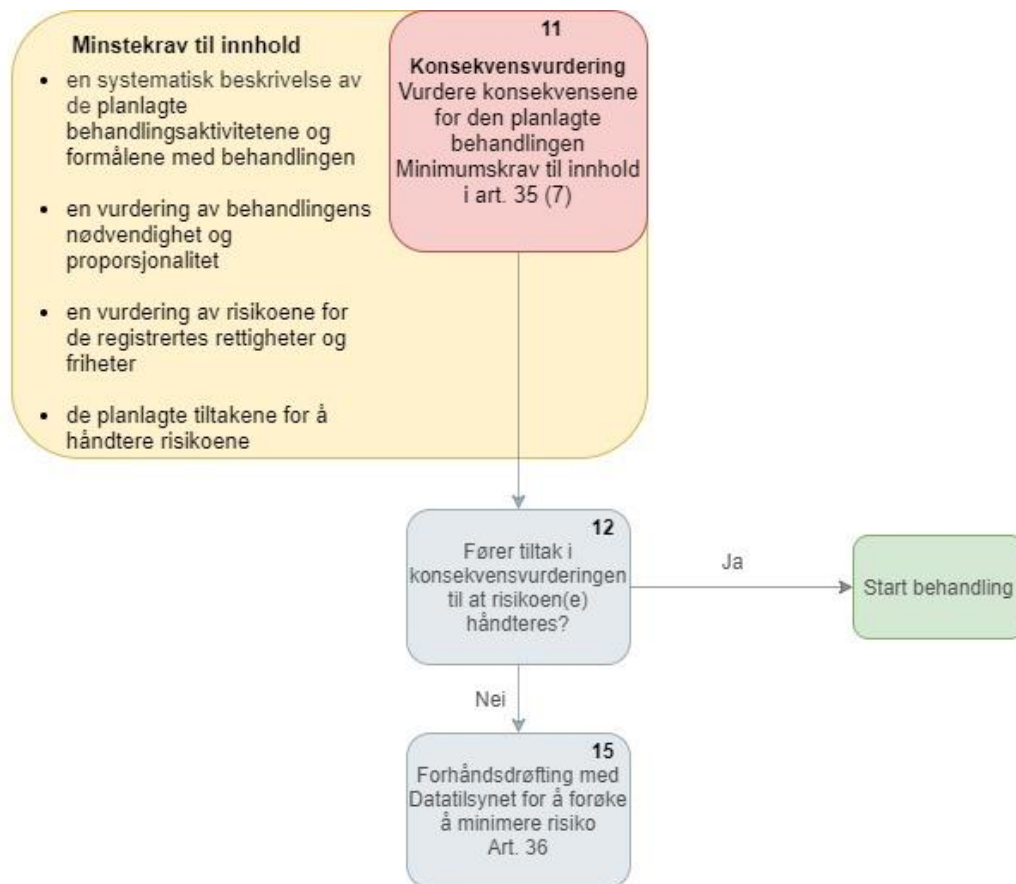 Minstekrav til innhold
• en systematisk beskrivelse av
de planlagte
behandlingsaktivitetene og
formålene med behandlingen
• en vurdering av behandlingens
nødvendighet og
proporsjonalitet
• en vurdering av risikoene for
de registrertes rettigheter og
friheter
• de planlagte tiltakene for å
håndtere risikoene
11
Konsekvensvurdering
Vurdere konsekvensene
for den planlagte
behandlingen
Minimumskrav til innhold
i art. 35 (7)
12
Fører tiltak i
konsekvensvurderingen
til at risikoen(e)
håndteres?
Ja
Start behandling
Nei
15
Forhåndsdrøfting med
Datatilsynet for å forøke
å minimere risiko
Art. 36